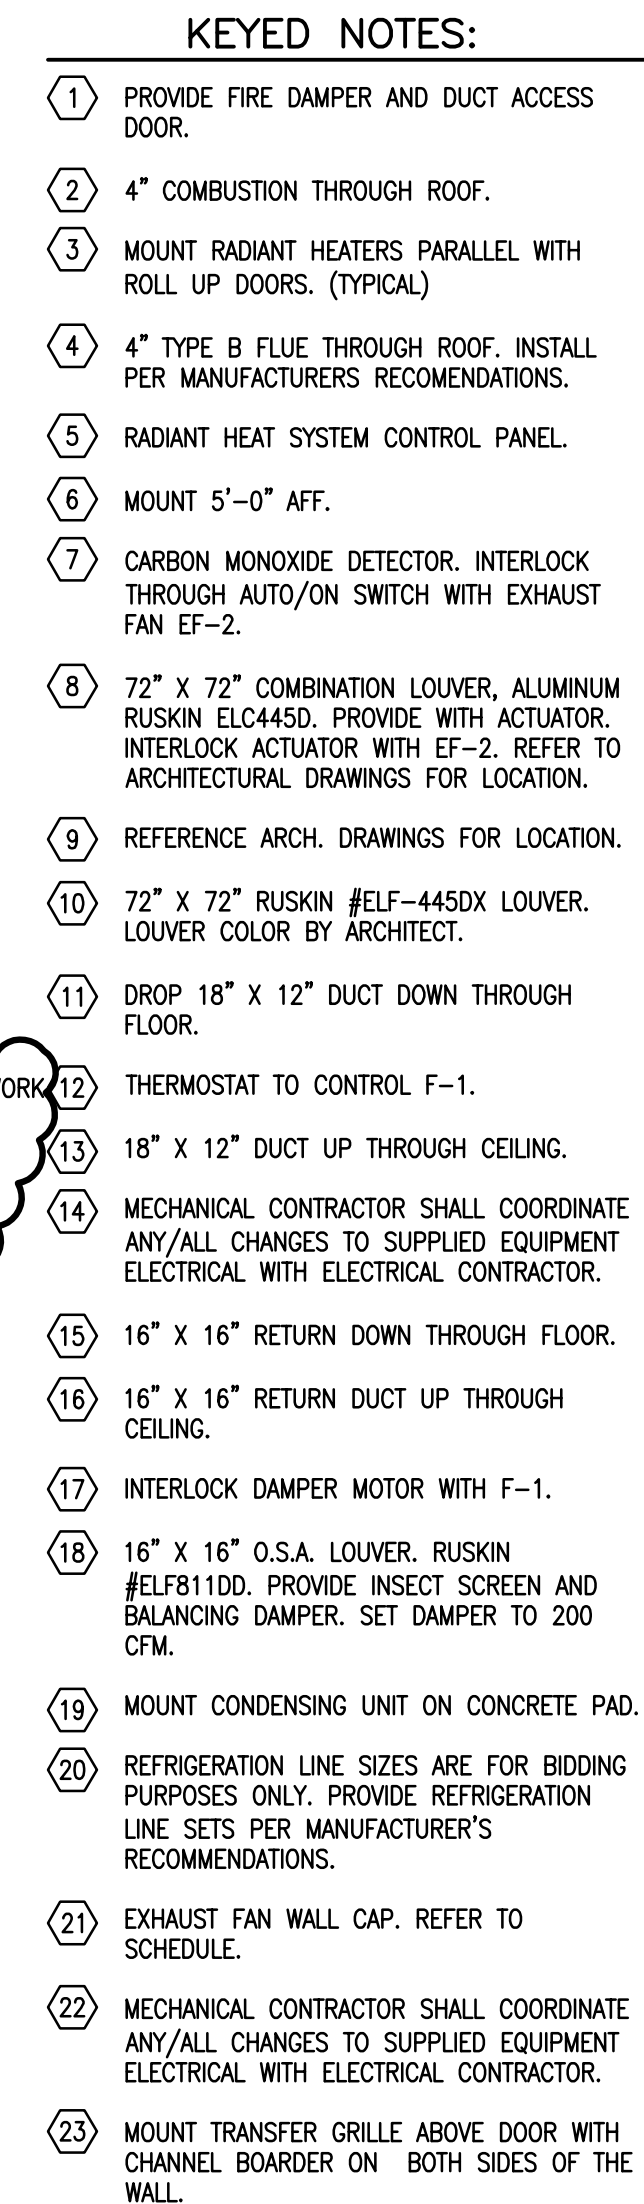 KEYED NOTES:
1 PROVIDE FIRE DAMPER AND DUCT ACCESS
DOOR.
2 4" COMBUSTION THROUGH ROOF.
3 MOUNT RADIANT HEATERS PARALLEL WITH
ROLL UP DOORS. (TYPICAL)
4 4" TYPE B FLUE THROUGH ROOF. INSTALL
PER MANUFACTURERS RECOMENDATIONS.
5 RADIANT HEAT SYSTEM CONTROL PANEL.
6 MOUNT 5'-0" AFF.
7 CARBON MONOXIDE DETECTOR. INTERLOCK
THROUGH AUTO/ON SWITCH WITH EXHAUST
FAN EF-2.
8 72" X 72" COMBINATION LOUVER, ALUMINUM
RUSKIN ELC445D. PROVIDE WITH ACTUATOR.
INTERLOCK ACTUATOR WITH EF-2. REFER TO
ARCHITECTURAL DRAWINGS FOR LOCATION.
9 REFERENCE ARCH. DRAWINGS FOR LOCATION.
10 72" X 72" RUSKIN #ELF-445DX LOUVER.
LOUVER COLOR BY ARCHITECT.
11 DROP 18" X 12" DUCT DOWN THROUGH
FLOOR.
12 THERMOSTAT TO CONTROL F-1.
13 18" X 12" DUCT UP THROUGH CEILING.
14 MECHANICAL CONTRACTOR SHALL COORDINATE
ANY/ALL CHANGES TO SUPPLIED EQUIPMENT
ELECTRICAL WITH ELECTRICAL CONTRACTOR.
15 16" X 16" RETURN DOWN THROUGH FLOOR.
16 16" X 16" RETURN DUCT UP THROUGH
CEILING.
17 INTERLOCK DAMPER MOTOR WITH F-1.
18 16" X 16" O.S.A. LOUVER. RUSKIN
#ELF811DD. PROVIDE INSECT SCREEN AND
BALANCING DAMPER. SET DAMPER TO 200
CFM.
19 MOUNT CONDENSING UNIT ON CONCRETE PAD.
20 REFRIGERATION LINE SIZES ARE FOR BIDDING
PURPOSES ONLY. PROVIDE REFRIGERATION
LINE SETS PER MANUFACTURER'S
RECOMMENDATIONS.
21 EXHAUST FAN WALL CAP. REFER TO
SCHEDULE.
22 MECHANICAL CONTRACTOR SHALL COORDINATE
ANY/ALL CHANGES TO SUPPLIED EQUIPMENT
ELECTRICAL WITH ELECTRICAL CONTRACTOR.
23 MOUNT TRANSFER GRILLE ABOVE DOOR WITH
CHANNEL BOARDER ON BOTH SIDES OF THE
WALL.